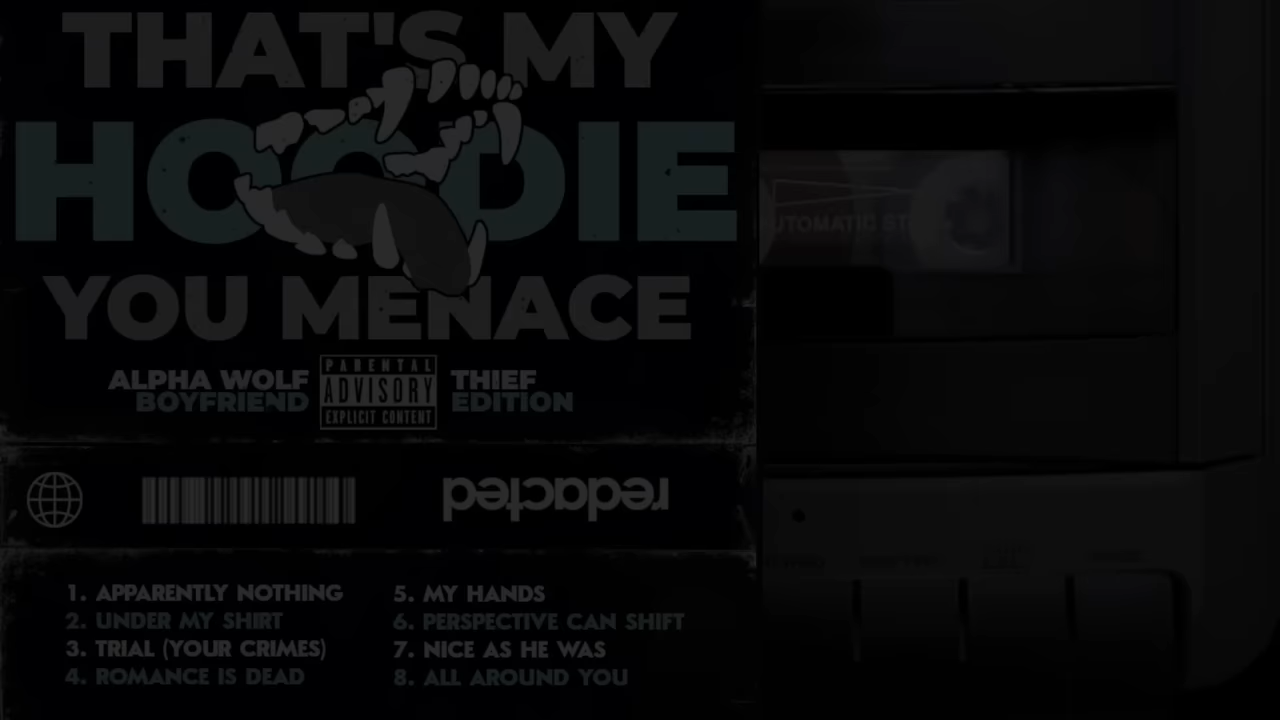 THAT'S MY
HOODIE
YOU MENACE
ALPHA WOLF
BOYFRIEND
PARENTAL
ADVISORY
EXPLICIT CONTENT
THIEF
EDITION
redacted
1. APPARENTLY NOTHING
2. UNDER MY SHIRT
3. TRIAL (YOUR CRIMES)
4. ROMANCE IS DEAD
5. MY HANDS
6. PERSPECTIVE CAN SHIFT
7. NICE AS HE WAS
8. ALL AROUND YOU
AUTOMATIC